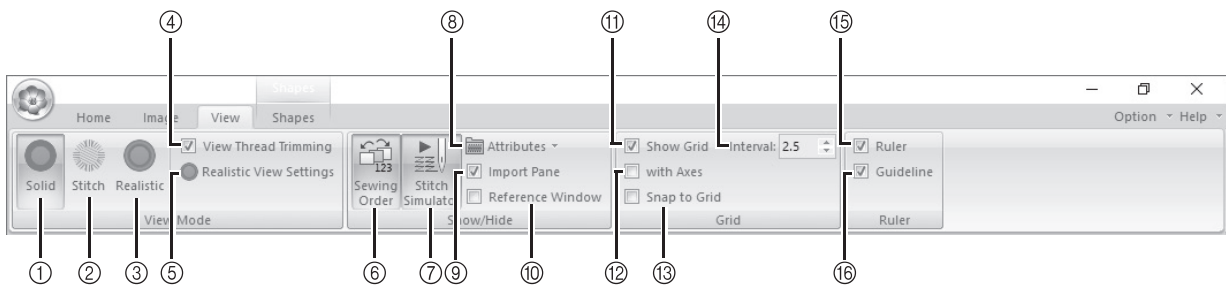 ④ ⑧ ⑪ ⑭ ⑮
Shapes
Home Image View Shapes Option Help
View Thread Trimming Attributes Show Grid Interval: 2.5 Ruler
Realistic View Settings Import Pane with Axes Guideline
123
Solid Stitch Realistic Sewing Order Stitch Simulator Reference Window Snap to Grid
View Mode Show/Hide Grid Ruler
① ② ③ ⑤ ⑥ ⑦ ⑨ ⑩ ⑫ ⑬ ⑯